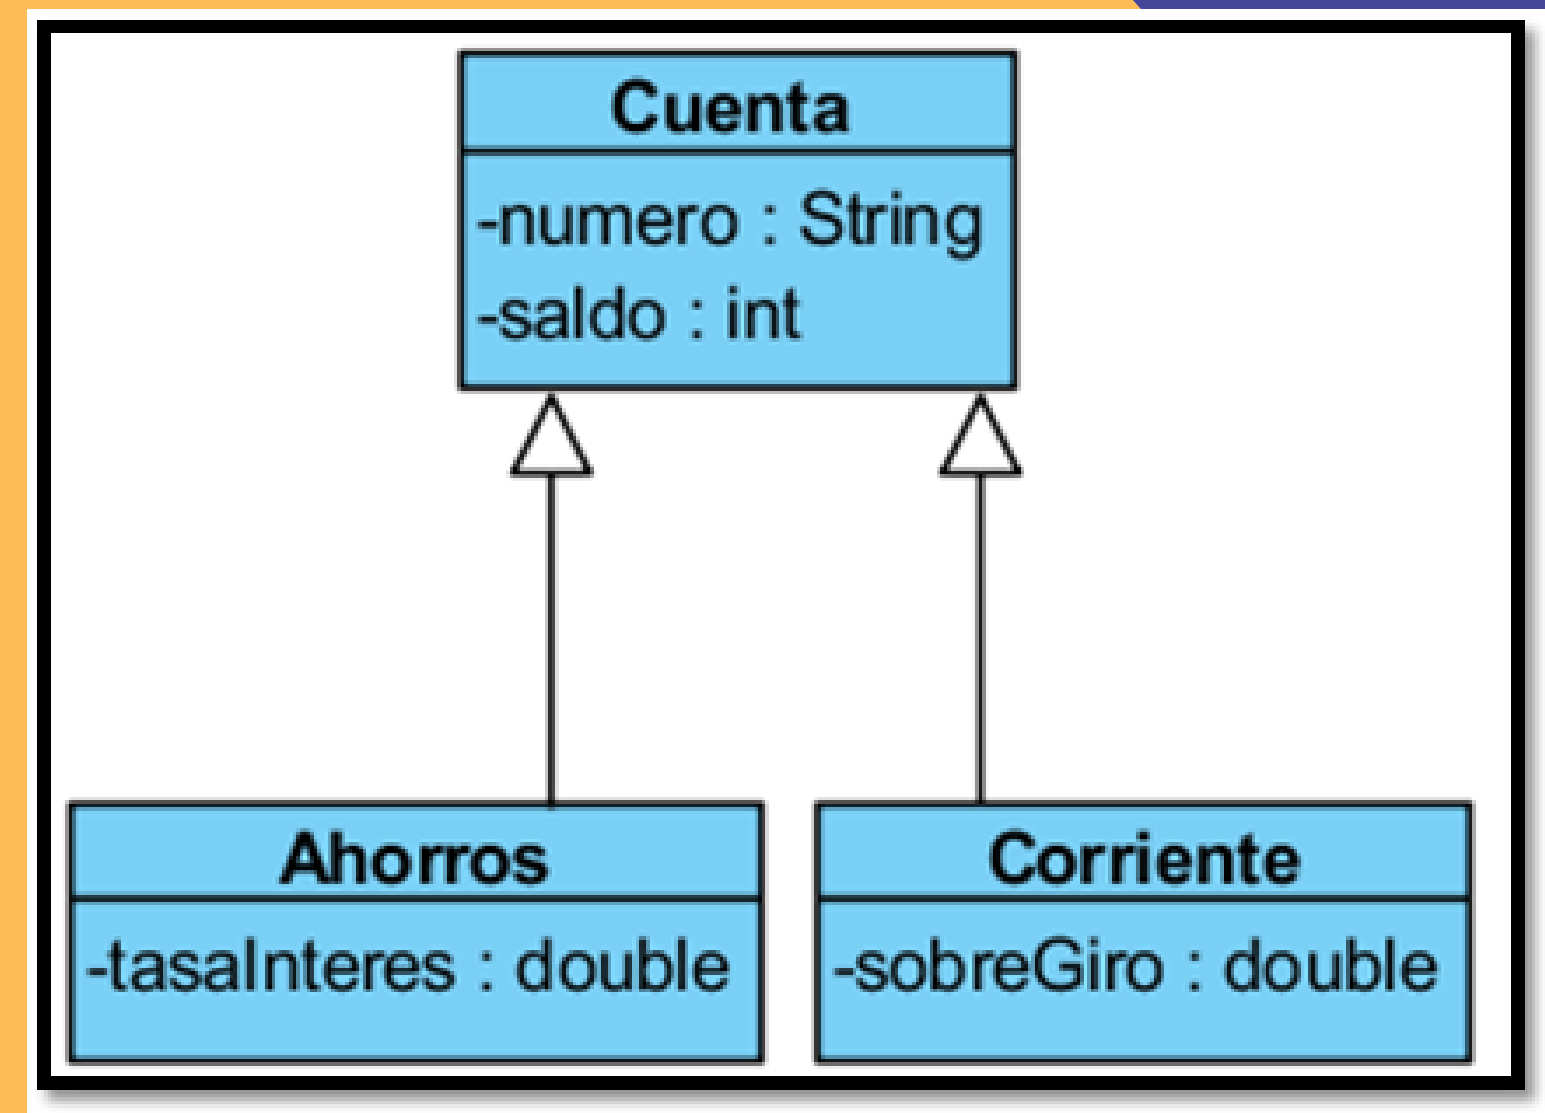 Cuenta
-numero : String
-saldo : int
Ahorros
-tasaInteres : double
Corriente
-sobreGiro : double